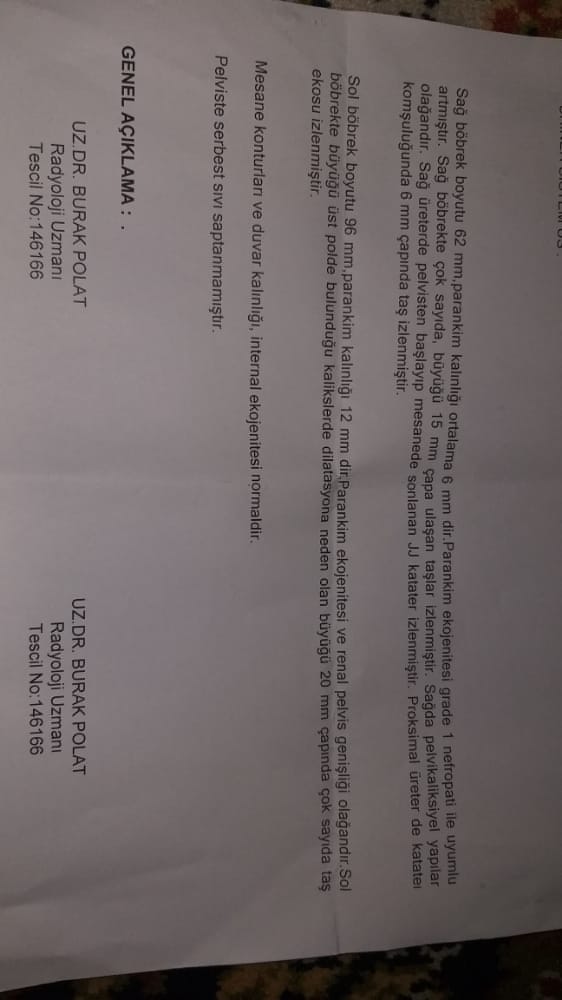 Sağ böbrek boyutu 62 mm,parankim kalınlığı ortalama 6 mm dir.Parankim ekojenitesi grade 1 nefropati ile uyumlu
artmıştır. Sağ böbrekte çok sayıda, büyüğü 15 mm çapa ulaşan taşlar izlenmiştir. Sağda pelvikaliksiyel yapılar
olağandır. Sağ üreterde pelvisten başlayıp mesanede sonlanan JJ katater izlenmiştir. Proksimal üreter de katater
komşuluğunda 6 mm çapında taş izlenmiştir.
Sol böbrek boyutu 96 mm,parankim kalınlığı 12 mm dir.Parankim ekojenitesi ve renal pelvis genişliği olağandır.Sol
böbrekte büyüğü üst polde bulunduğu kalikslerde dilatasyona neden olan büyüğü 20 mm çapında çok sayıda taş
ekosu izlenmiştir.
Mesane konturları ve duvar kalınlığı, internal ekojenitesi normaldir.
Pelviste serbest sıvı saptanmamıştır.
GENEL AÇIKLAMA : .
UZ.DR. BURAK POLAT UZ.DR. BURAK POLAT
Radyoloji Uzmanı Radyoloji Uzmanı
Tescil No:146166 Tescil No:146166